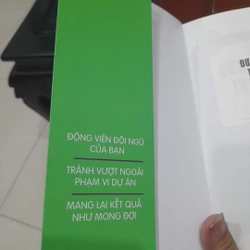 ĐỘNG VIÊN ĐỘI NGŨ
CỦA BẠN
TRÁNH VƯỢT NGOÀI
PHẠM VI DỰ ÁN
MANG LẠI KẾT QUẢ
NHƯ MONG ĐỢI